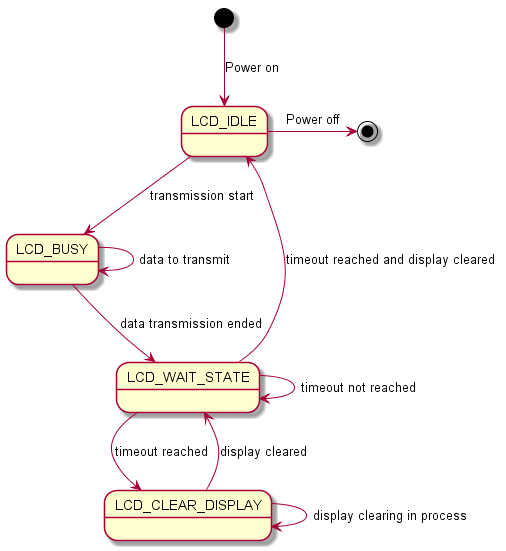 Power on
LCD_IDLE
Power off
transmission start
LCD_BUSY
data to transmit
timeout reached and display cleared
data transmission ended
LCD_WAIT_STATE
timeout not reached
timeout reached
display cleared
LCD_CLEAR_DISPLAY
display clearing in process